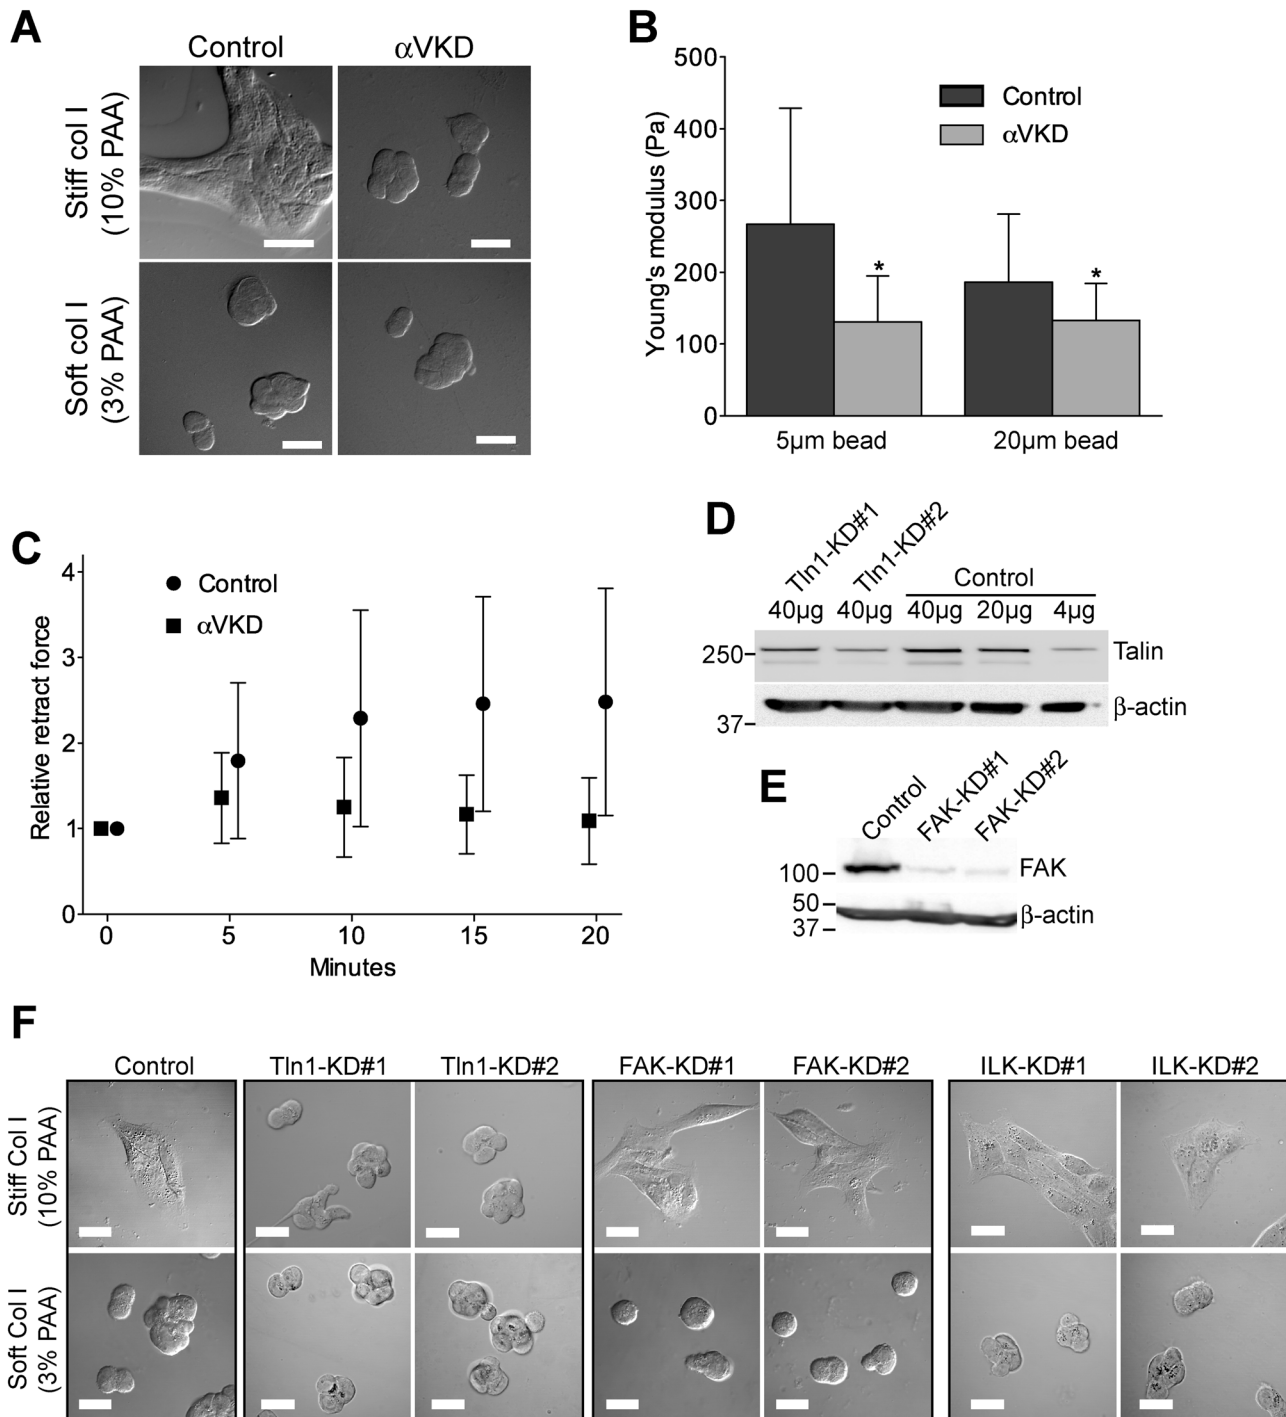 A
Control
αVKD
Stiff col I
(10% PAA)
Soft col I
(3% PAA)
B
Young's modulus (Pa)
500
400
300
200
100
0
Control
αVKD
*
*
5µm bead
20µm bead
C
Relative retract force
4
3
2
1
0
Control
αVKD
0
5
10
15
20
Minutes
D
Tln1-KD#1
Tln1-KD#2
Control
40µg
40µg
40µg
20µg
4µg
250
Talin
37
β-actin
E
Control
FAK-KD#1
FAK-KD#2
100
FAK
50
37
β-actin
F
Control
Tln1-KD#1
Tln1-KD#2
FAK-KD#1
FAK-KD#2
ILK-KD#1
ILK-KD#2
Stiff Col I
(10% PAA)
Soft Col I
(3% PAA)